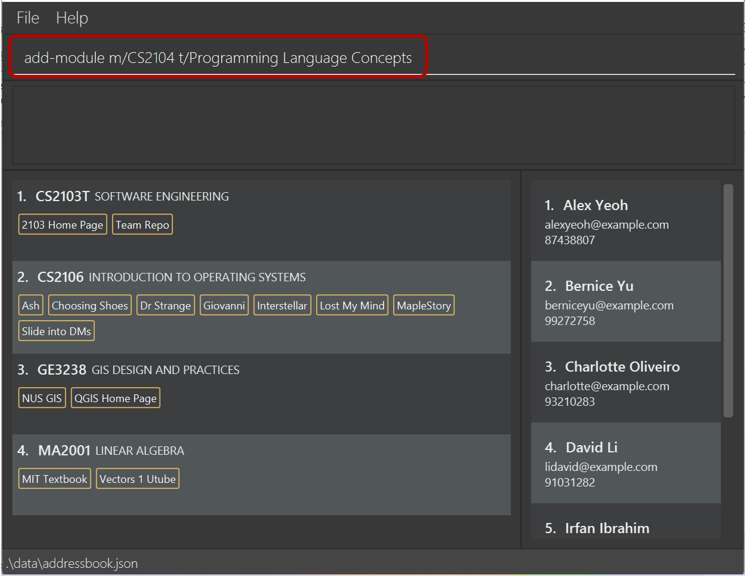 File Help
add-module m/CS2104 t/Programming Language Concepts
1. CS2103T SOFTWARE ENGINEERING
2103 Home Page Team Repo
2. CS2106 INTRODUCTION TO OPERATING SYSTEMS
Ash Choosing Shoes Dr Strange Giovanni Interstellar Lost My Mind MapleStory
Slide into DMs
3. GE3238 GIS DESIGN AND PRACTICES
NUS GIS QGIS Home Page
4. MA2001 LINEAR ALGEBRA
MIT Textbook Vectors 1 Utube
1. Alex Yeoh
alexyeoh@example.com
87438807
2. Bernice Yu
berniceyu@example.com
99272758
3. Charlotte Oliveiro
charlotte@example.com
93210283
4. David Li
lidavid@example.com
91031282
5. Irfan Ibrahim
.\data\addressbook.json